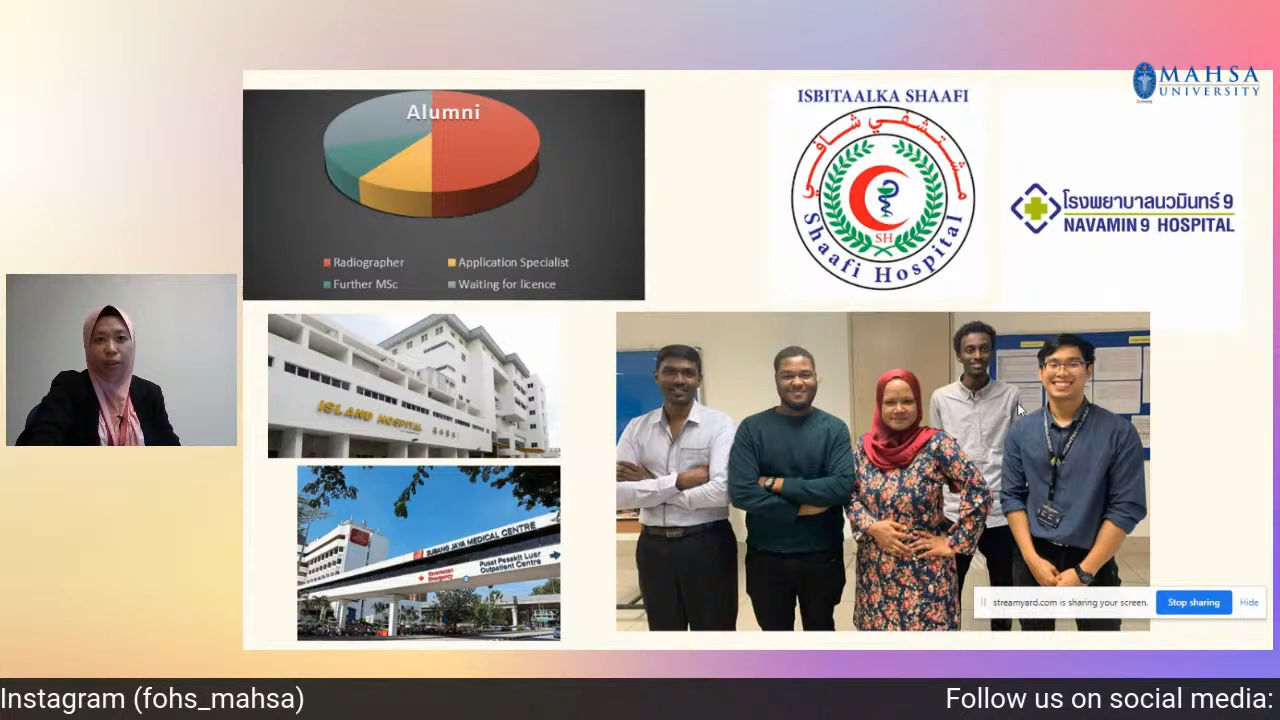 MAHSA
UNIVERSITY
Alumni
Radiographer
Application Specialist
Further MSc
Waiting for licence
ISBITAALKA SHAAFI
مشتشفي شافي
SH
Shaafi Hospital
โรงพยาบาลนวมินทร์ 9
NAVAMIN 9 HOSPITAL
ISLAND HOSPITAL
SUBANG JAYA MEDICAL CENTRE
Kecemasan
Emergency
Pusat Pesakit Luar
Outpatient Centre
streamyard.com is sharing your screen.
Stop sharing
Hide
Instagram (fohs_mahsa)
Follow us on social media: